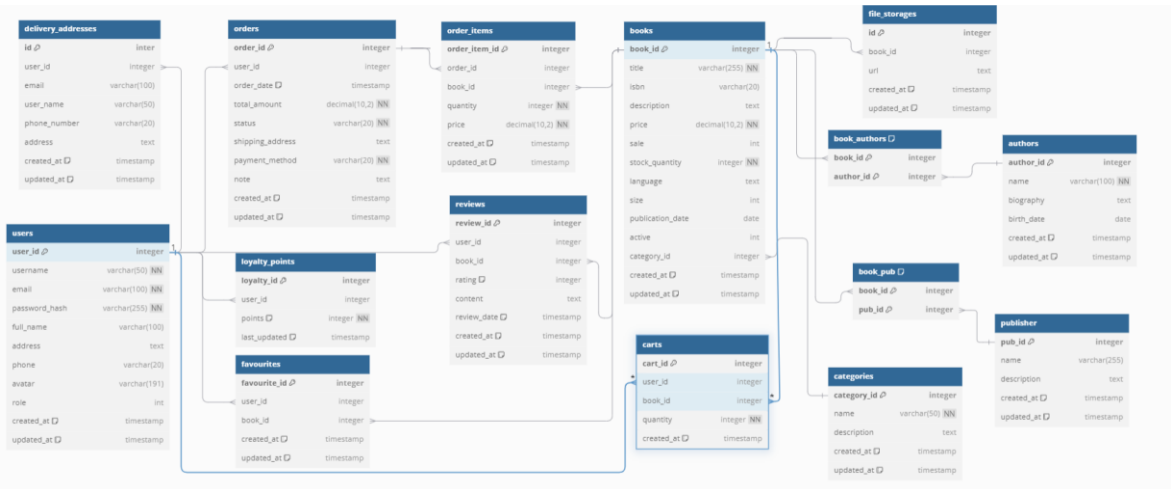 delivery_addresses
id inter
user_id integer
email varchar(100)
user_name varchar(50)
phone_number varchar(20)
address text
created_at timestamp
updated_at timestamp
orders
order_id integer
user_id integer
order_date timestamp
total_amount decimal(10,2) NN
status varchar(20) NN
shipping_address text
payment_method varchar(20) NN
note text
created_at timestamp
updated_at timestamp
order_items
order_item_id integer
order_id integer
book_id integer
quantity integer NN
price decimal(10,2) NN
created_at timestamp
updated_at timestamp
books
book_id integer
title varchar(255) NN
isbn varchar(20)
description text
price decimal(10,2) NN
sale int
stock_quantity integer NN
language text
size int
publication_date date
active int
category_id integer
created_at timestamp
updated_at timestamp
file_storages
id integer
book_id integer
url text
created_at timestamp
updated_at timestamp
book_authors
book_id integer
author_id integer
authors
author_id integer
name varchar(100) NN
biography text
birth_date date
created_at timestamp
updated_at timestamp
users
user_id integer
username varchar(50) NN
email varchar(100) NN
password_hash varchar(255) NN
full_name varchar(100)
address text
phone varchar(20)
avatar varchar(191)
role int
created_at timestamp
updated_at timestamp
loyalty_points
loyalty_id integer
user_id integer
points integer NN
last_updated timestamp
favourites
favourite_id integer
user_id integer
book_id integer
created_at timestamp
updated_at timestamp
reviews
review_id integer
user_id integer
book_id integer
rating integer
content text
review_date timestamp
created_at timestamp
updated_at timestamp
carts
cart_id integer
user_id integer
book_id integer
quantity integer NN
created_at timestamp
book_pub
book_id integer
pub_id integer
publisher
pub_id integer
name varchar(255)
description text
created_at timestamp
updated_at timestamp
categories
category_id integer
name varchar(50) NN
description text
created_at timestamp
updated_at timestamp